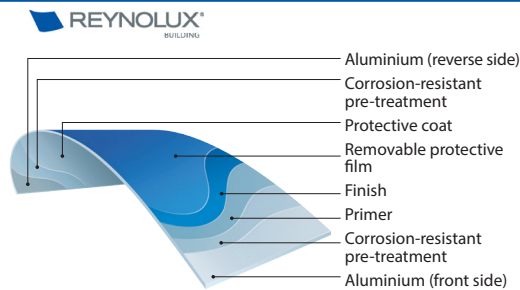 REYNOLUX®
BUILDING
Aluminium (reverse side)
Corrosion-resistant
pre-treatment
Protective coat
Removable protective
film
Finish
Primer
Corrosion-resistant
pre-treatment
Aluminium (front side)